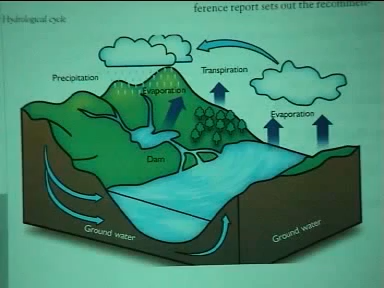 ference report sets out the recommen-
Hydrological cycle
Precipitation
Transpiration
Evaporation
Evaporation
Dam
Ground water
Ground water